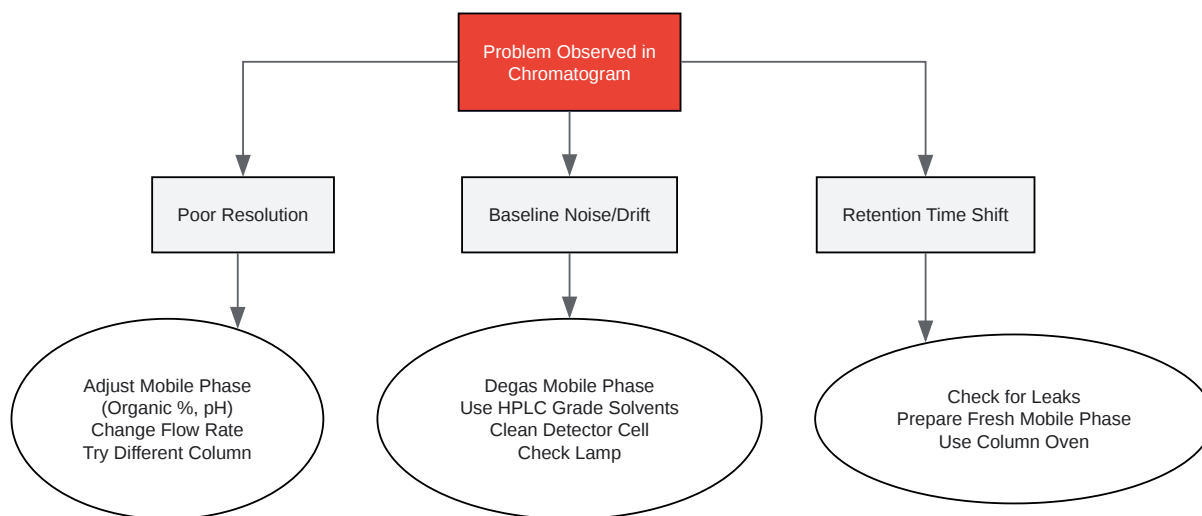 Problem Observed in
Chromatogram
Poor Resolution
Baseline Noise/Drift
Retention Time Shift
Adjust Mobile Phase
(Organic %, pH)
Change Flow Rate
Try Different Column
Degas Mobile Phase
Use HPLC Grade Solvents
Clean Detector Cell
Check Lamp
Check for Leaks
Prepare Fresh Mobile Phase
Use Column Oven